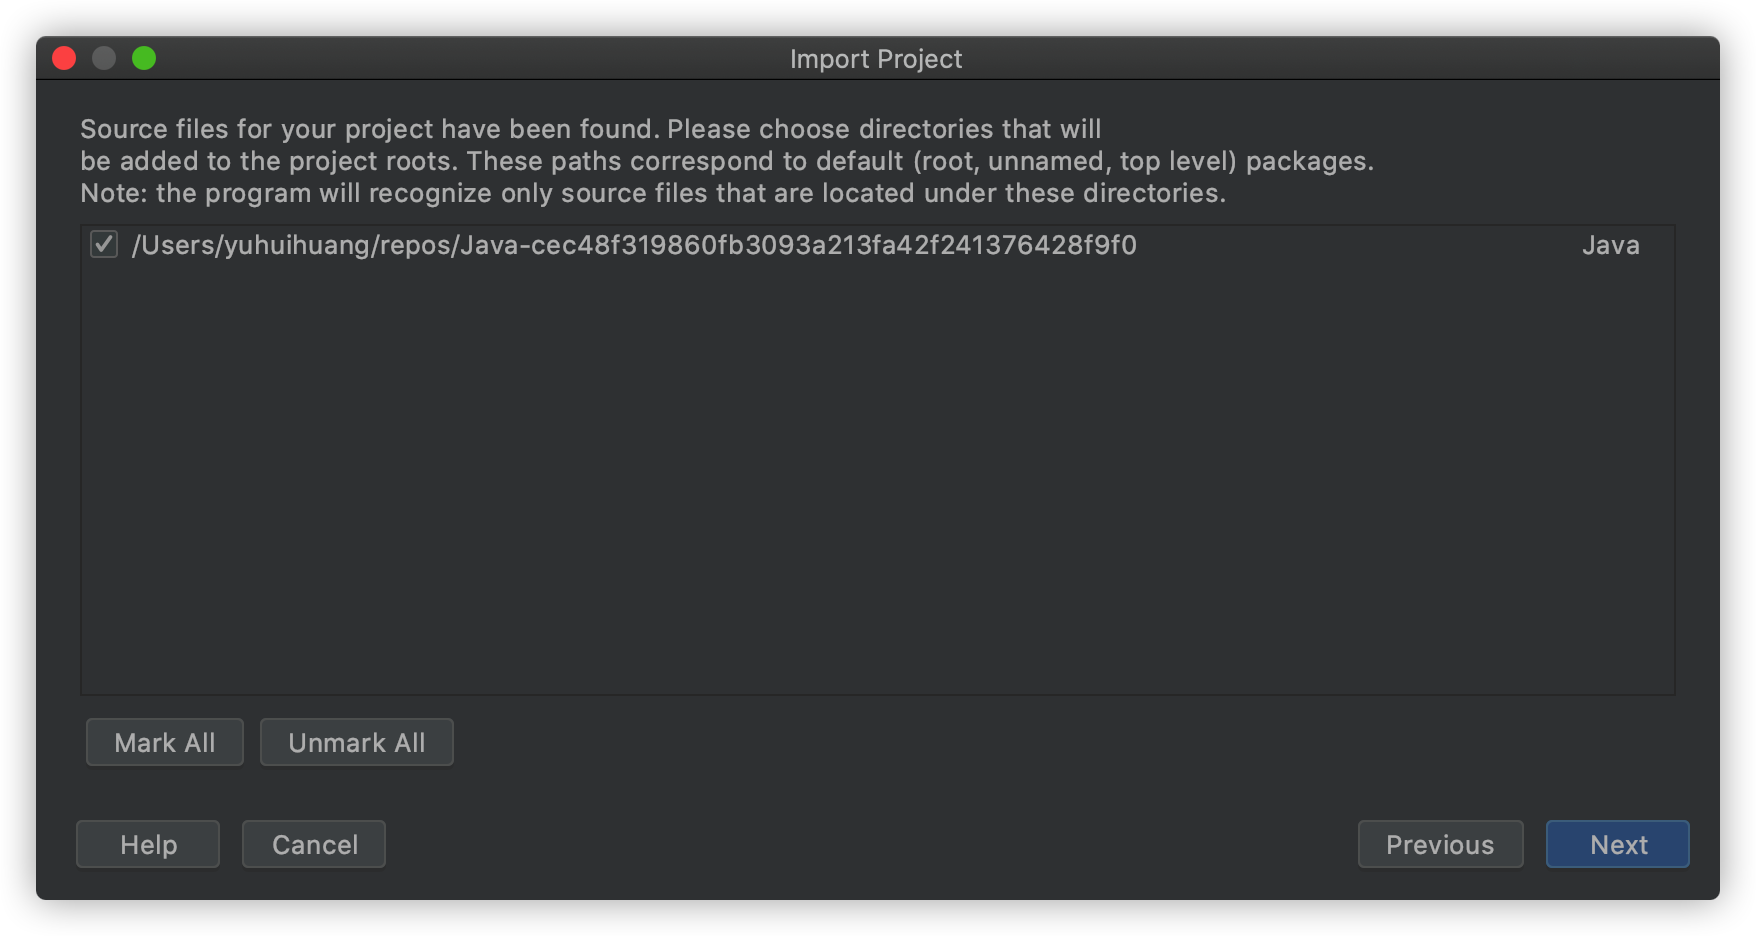 Import Project
Source files for your project have been found. Please choose directories that will
be added to the project roots. These paths correspond to default (root, unnamed, top level) packages.
Note: the program will recognize only source files that are located under these directories.
/Users/yuhuihuang/repos/Java-cec48f319860fb3093a213fa42f241376428f9f0 Java
Mark All Unmark All
Help Cancel Previous Next